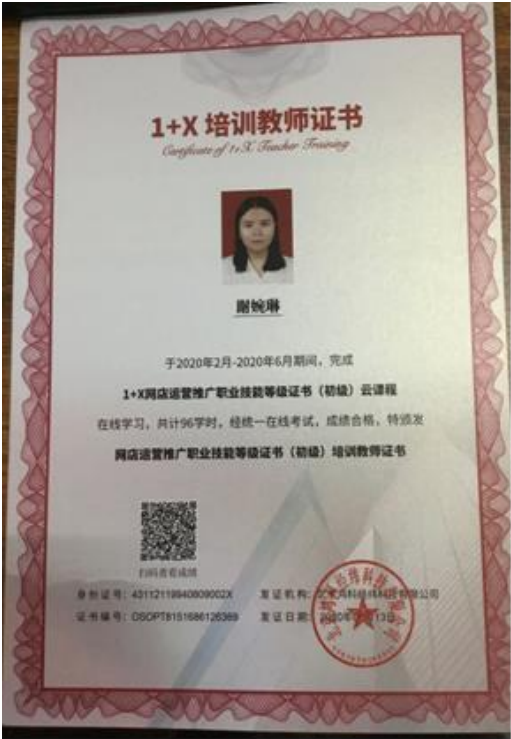 1+X 培训教师证书
Certificate of 1+X Teacher Training
谢婉琳
于2020年2月-2020年6月期间，完成
1+X网店运营推广职业技能等级证书（初级）云课程
在线学习，共计96学时，经统一在线考试，成绩合格，特颁发
网店运营推广职业技能等级证书（初级）培训教师证书
扫码查看成绩
身份证号：43112119940809002X 发证机构：
证书编号：OSOPT8151686126369 发证日期：